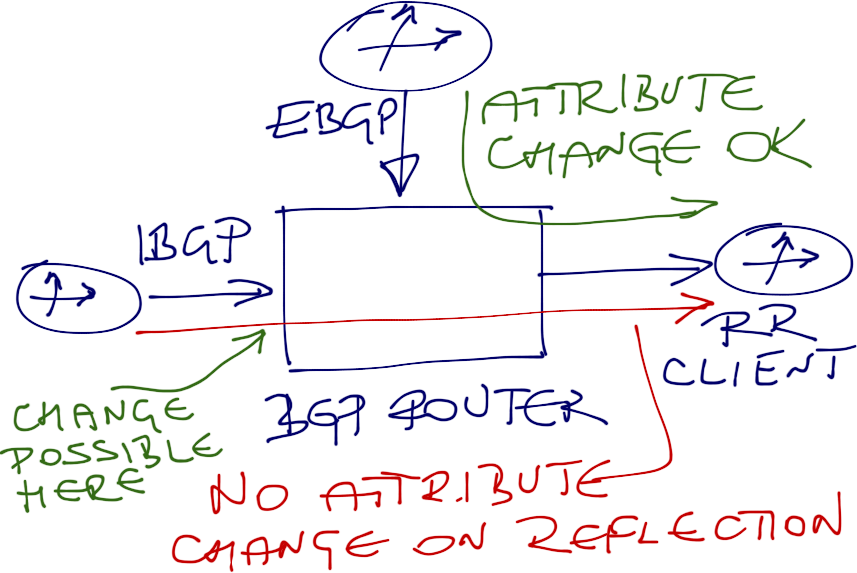 EBGP
ATTRIBUTE
CHANGE OK
IBGP
RR
CLIENT
BGP ROUTER
CHANGE
POSSIBLE
HERE
NO ATTRIBUTE
CHANGE ON REFLECTION